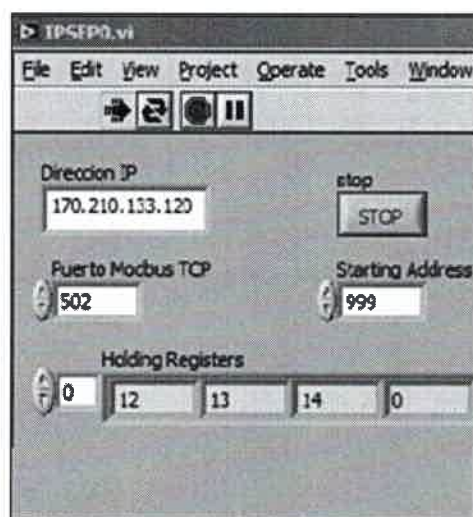 IPSEP0.vi
File Edit View Project Operate Tools Window
Direccion IP
170.210.133.120
stop
STOP
Puerto Modbus TCP
502
Starting Address
999
Holding Registers
0 12 13 14 0